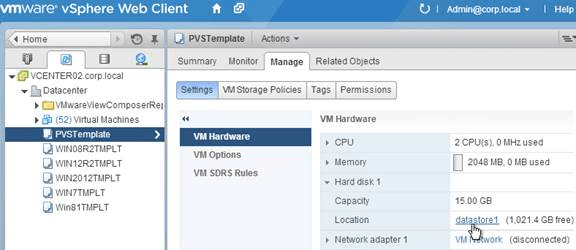 vmware® vSphere Web Client
Admin@corp.local
Home
PVSTemplate
Actions
Summary
Monitor
Manage
Related Objects
VCENTER02.corp.local
Datacenter
VMwareViewComposerRep
(52) Virtual Machines
PVSTemplate
WIN08R2TMPLT
WIN12R2TMPLT
WIN2012TMPLT
WIN7TMPLT
Win81TMPLT
Settings
VM Storage Policies
Tags
Permissions
VM Hardware
VM Options
VM SDRS Rules
VM Hardware
CPU
2 CPU(s), 0 MHz used
Memory
2048 MB, 0 MB used
Hard disk 1
Capacity
15.00 GB
Location
datastore1 (1,021.4 GB free)
Network adapter 1
VM Network (disconnected)